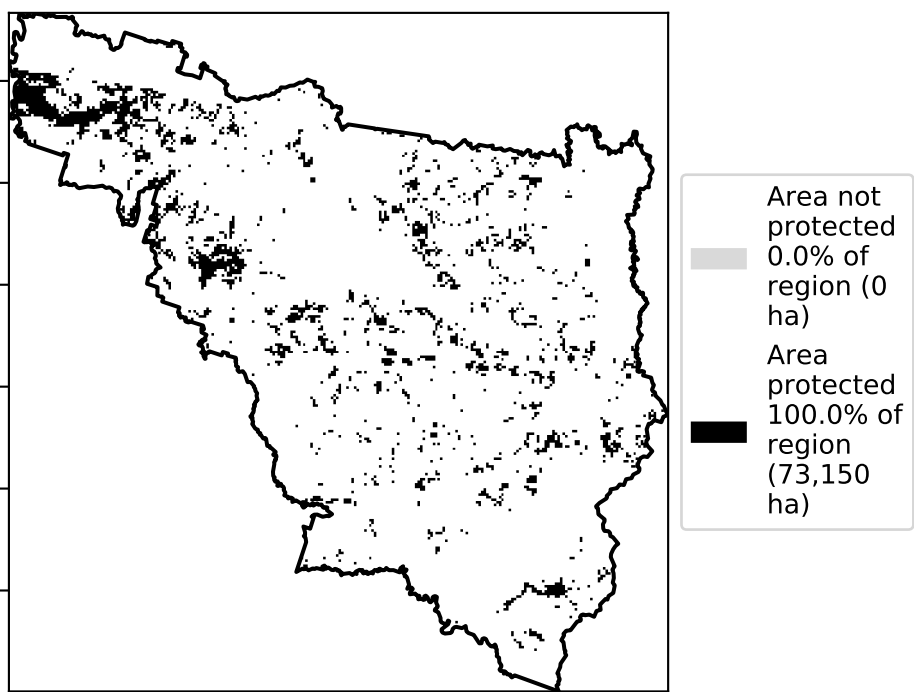 Area not
protected
0.0% of
region (0
ha)
Area
protected
100.0% of
region
(73,150
ha)